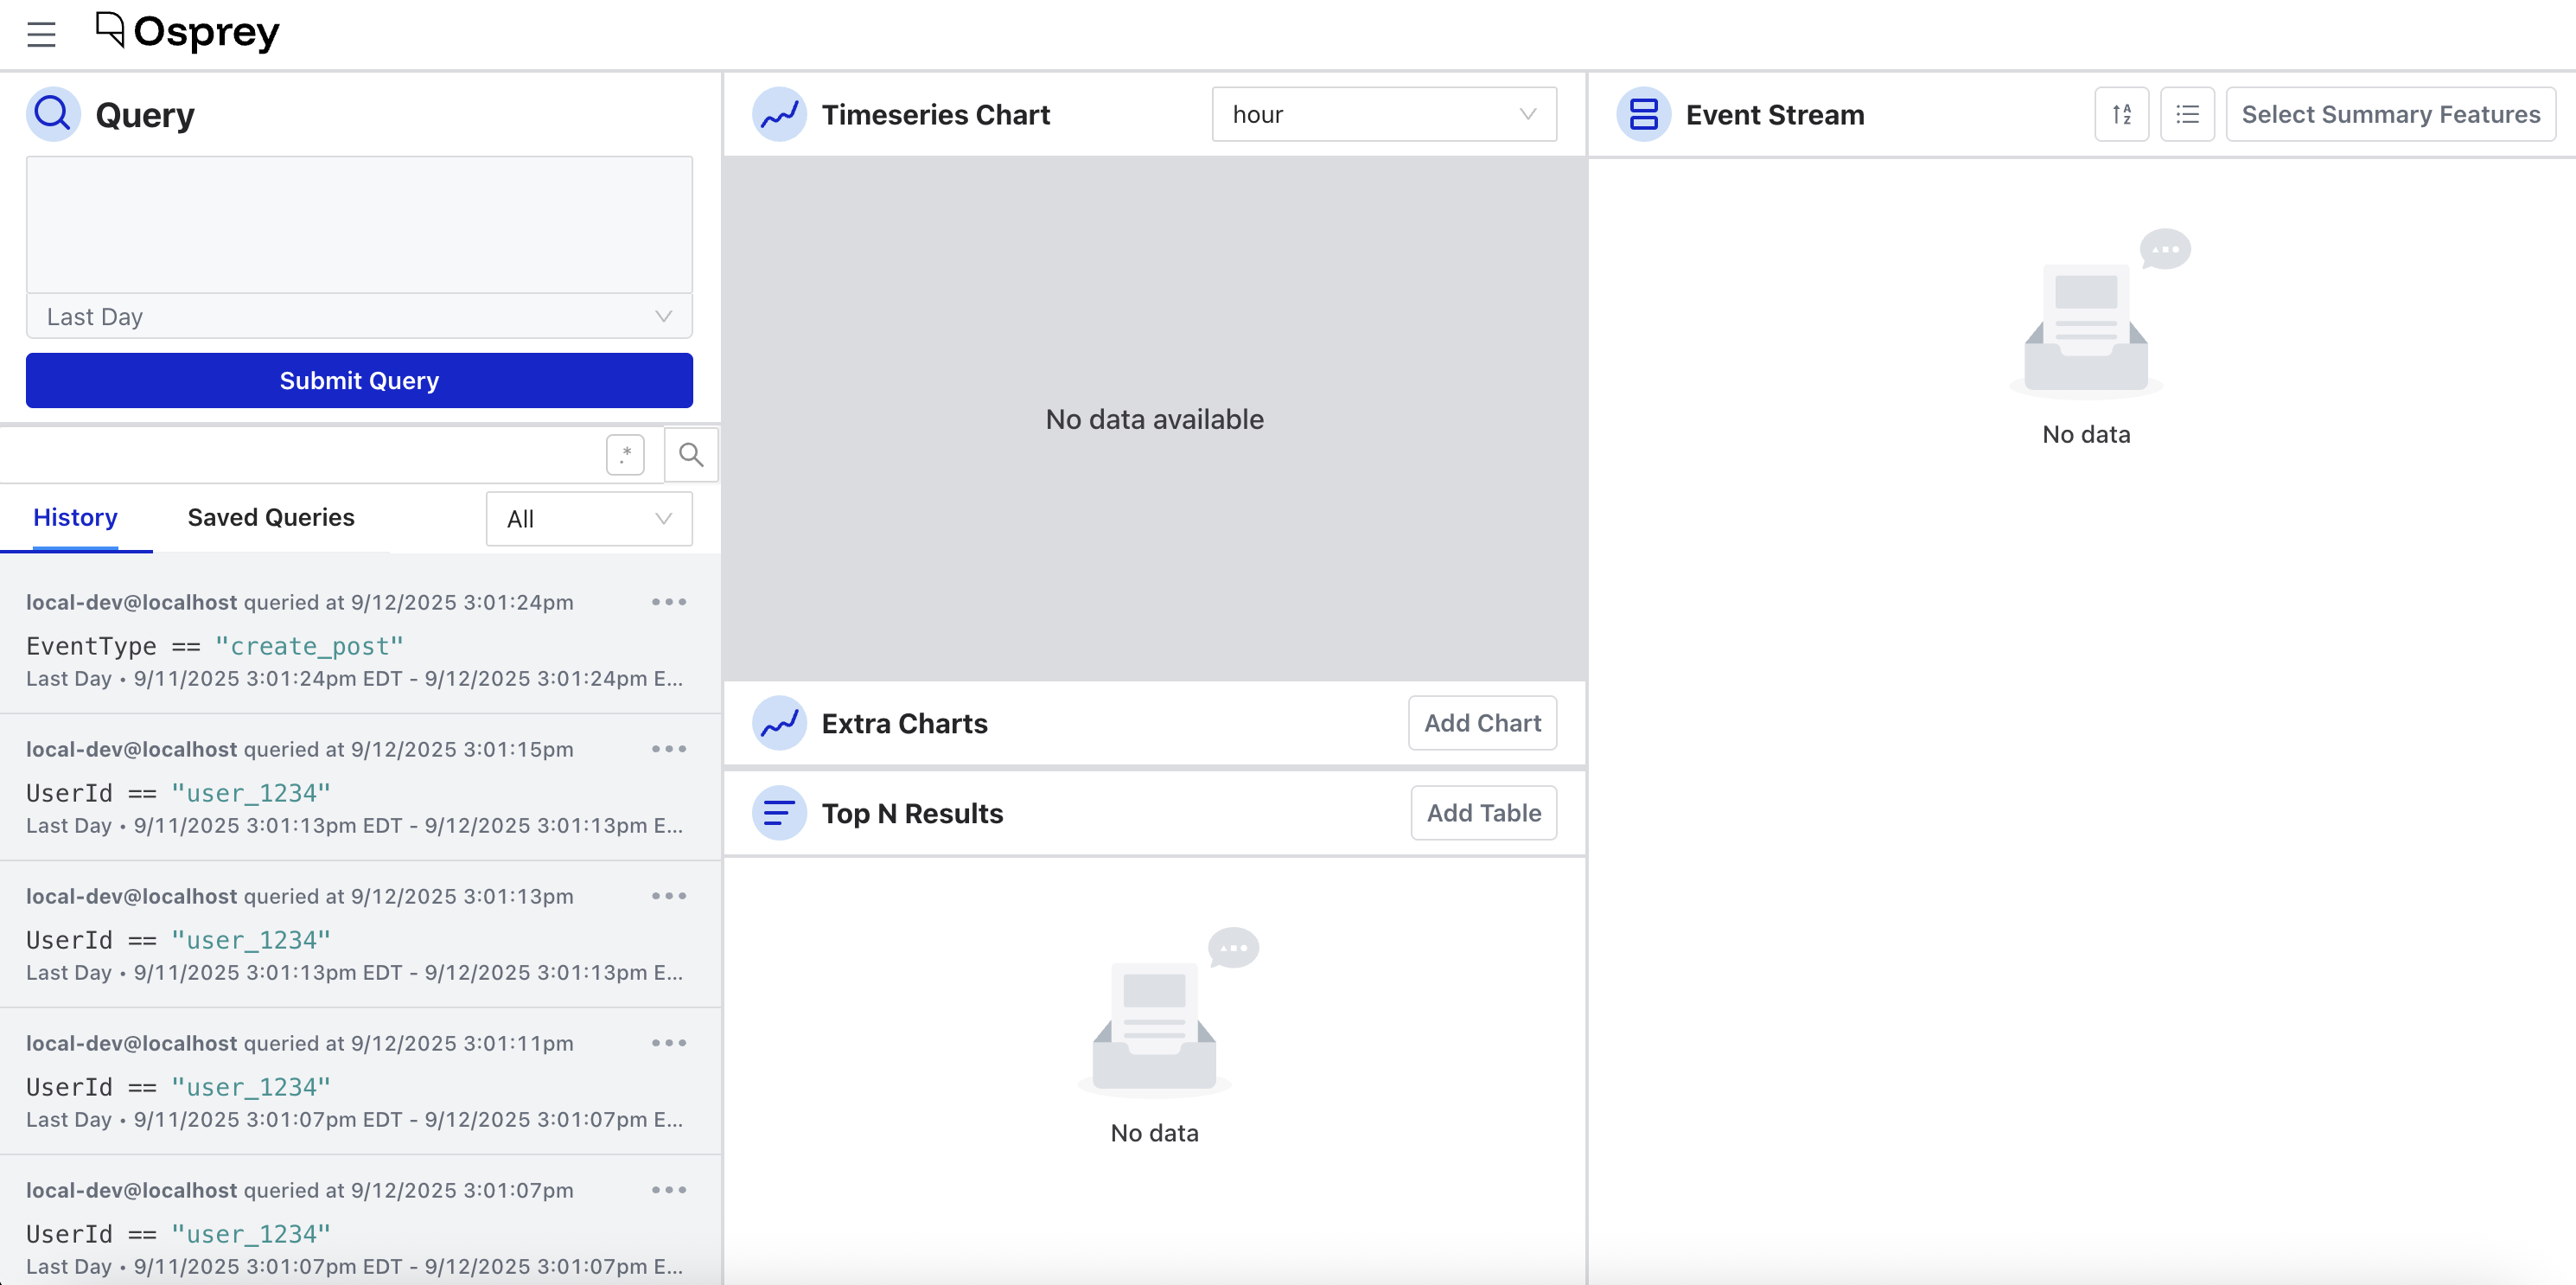 Osprey
Query
Last Day
Submit Query
.*
History
Saved Queries
All
local-dev@localhost queried at 9/12/2025 3:01:24pm
EventType == "create_post"
Last Day • 9/11/2025 3:01:24pm EDT - 9/12/2025 3:01:24pm E...
local-dev@localhost queried at 9/12/2025 3:01:15pm
UserId == "user_1234"
Last Day • 9/11/2025 3:01:13pm EDT - 9/12/2025 3:01:13pm E...
local-dev@localhost queried at 9/12/2025 3:01:13pm
UserId == "user_1234"
Last Day • 9/11/2025 3:01:13pm EDT - 9/12/2025 3:01:13pm E...
local-dev@localhost queried at 9/12/2025 3:01:11pm
UserId == "user_1234"
Last Day • 9/11/2025 3:01:07pm EDT - 9/12/2025 3:01:07pm E...
local-dev@localhost queried at 9/12/2025 3:01:07pm
UserId == "user_1234"
Last Day • 9/11/2025 3:01:07pm EDT - 9/12/2025 3:01:07pm E...
Timeseries Chart
hour
No data available
Extra Charts
Add Chart
Top N Results
Add Table
No data
Event Stream
A
Z
Select Summary Features
No data